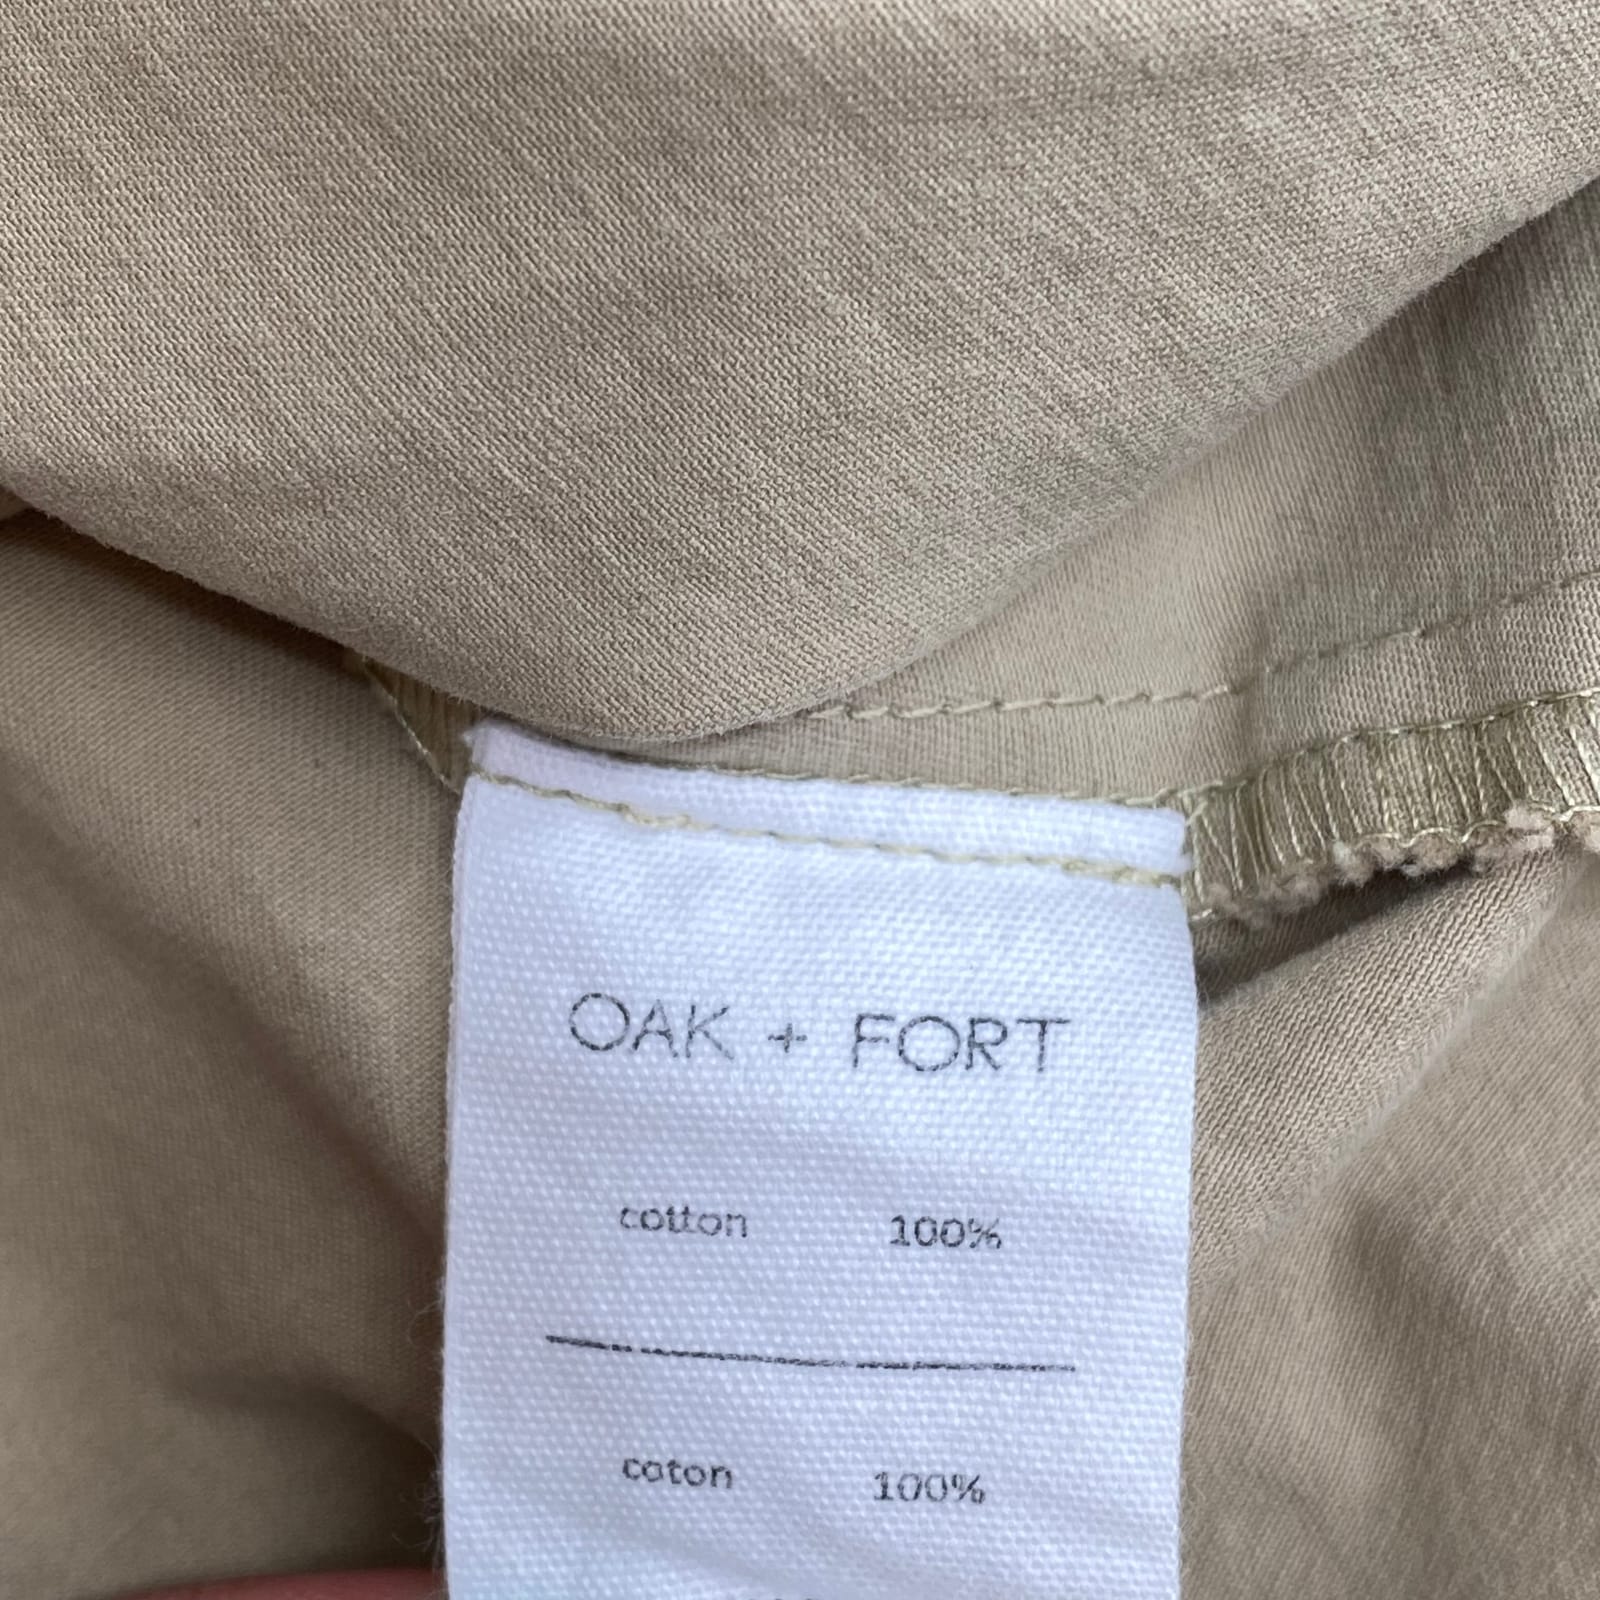 OAK + FORT
cotton 100%
coton 100%